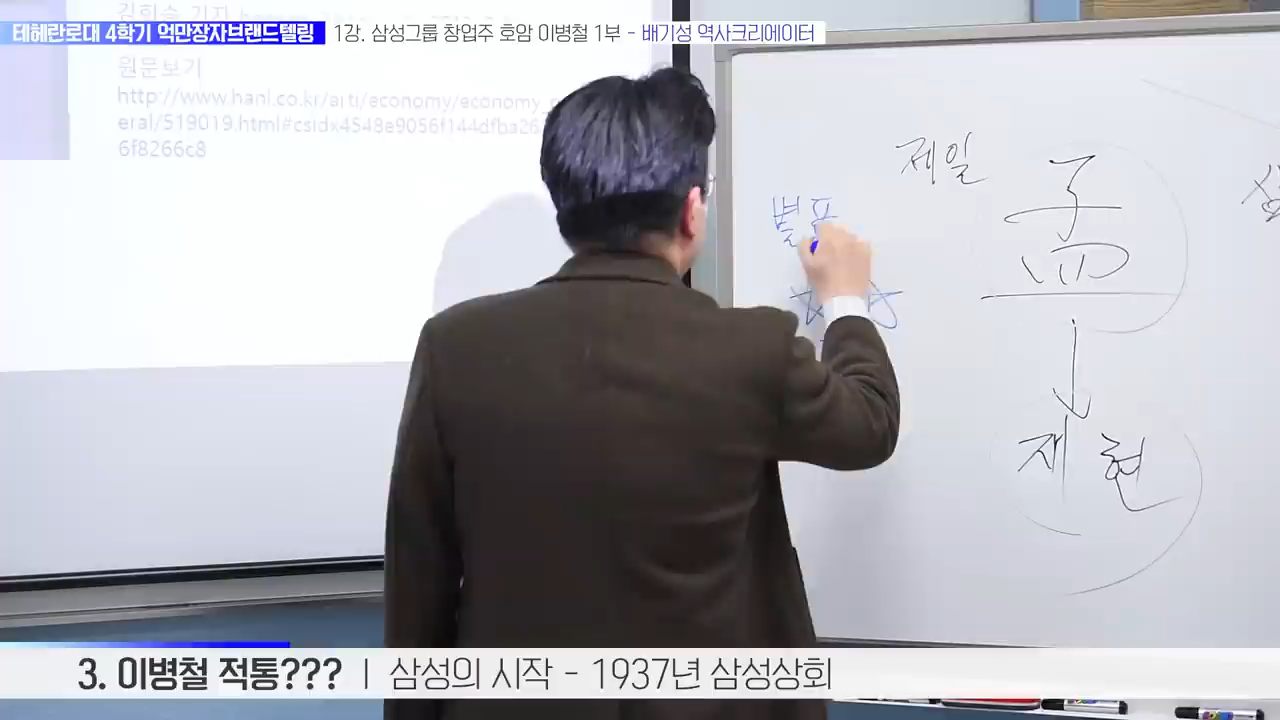 테헤란로대 4학기 억만장자브랜드텔링 1강. 삼성그룹 창업주 호암 이병철 1부 - 배기성 역사크리에이터
원문보기
http://www.hani.co.kr/arti/economy/economy_
eral/519019.html#csidx4548e9056f144dfba26
6f8266c8
제일
孟
별표
재현
3. 이병철 적통??? | 삼성의 시작 - 1937년 삼성상회